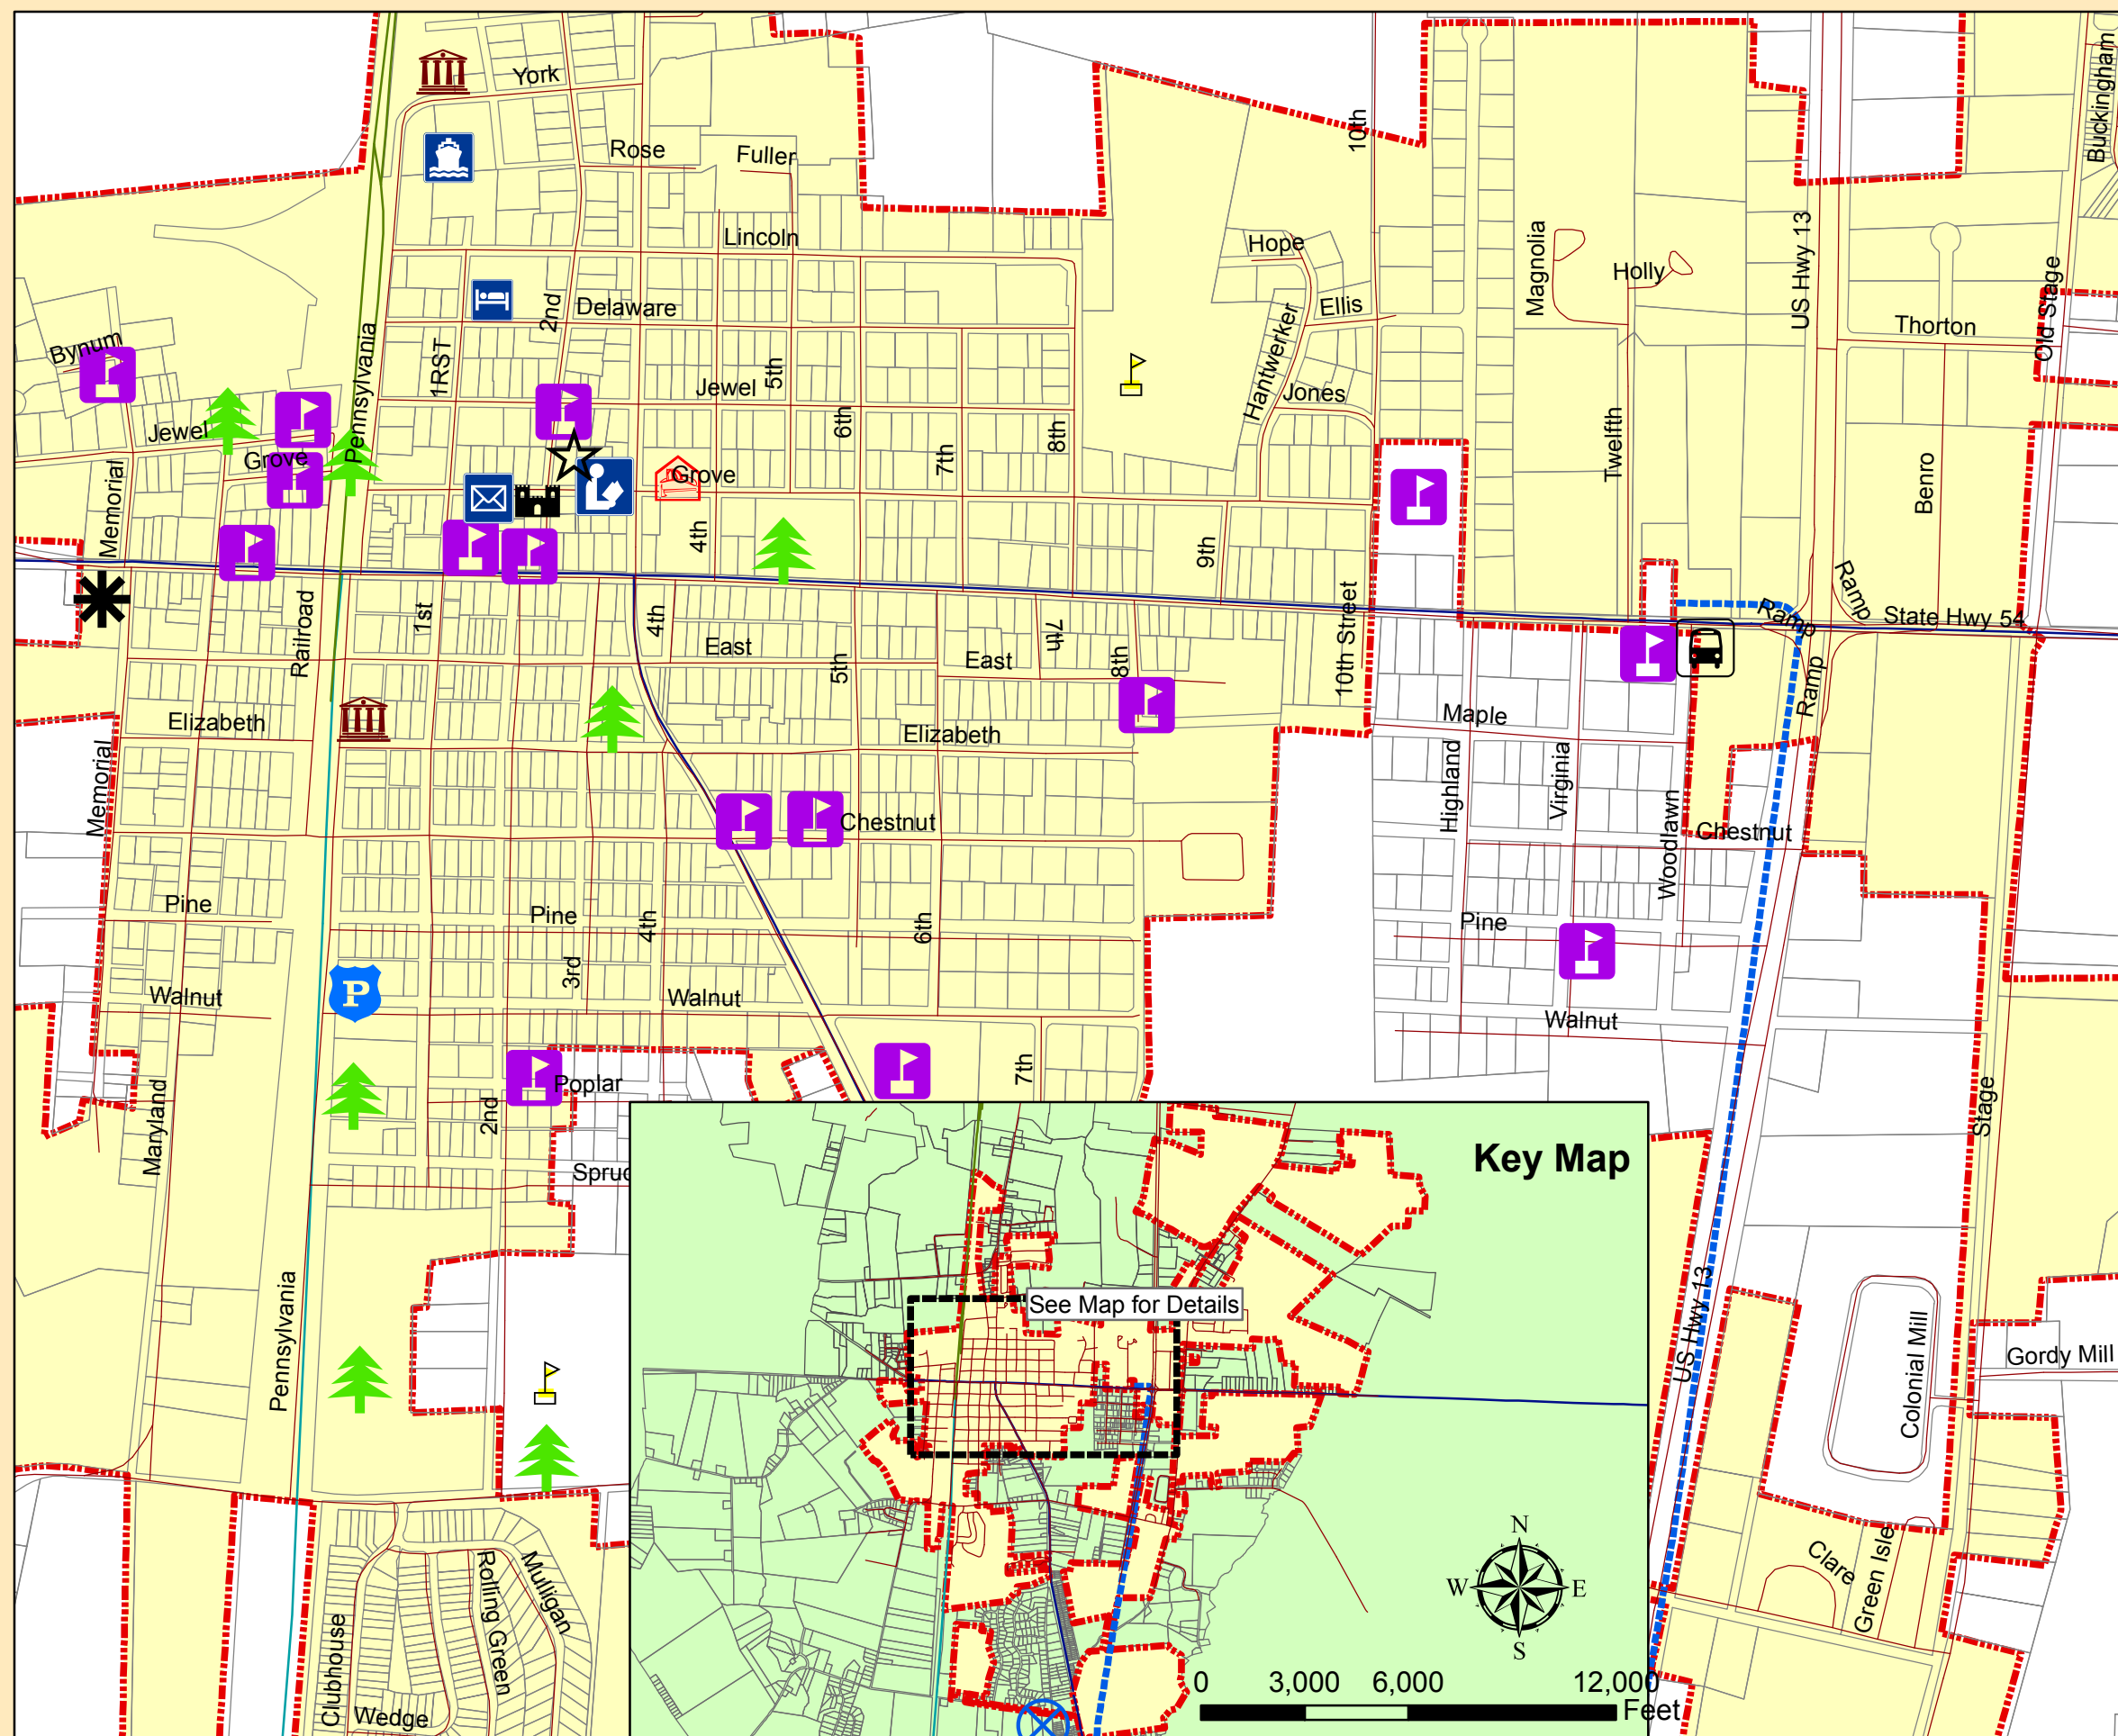 York
Buckingham
10th
Rose
Fuller
Lincoln
Hope
Magnolia
Holly
US Hwy 13
Old Stage
2nd
Delaware
Ellis
Hantwerker
Thorton
Bynum
Pennsylvania
1RST
5th
Jewel
Jones
6th
8th
7th
Twelfth
Benro
Jewel
Grove
Grove
Memorial
4th
9th
10th Street
Ramp
Ramp
State Hwy 54
Railroad
1st
4th
East
5th
East
7th
8th
Ramp
Elizabeth
Elizabeth
Maple
Memorial
Highland
Virginia
Woodlawn
Chestnut
Chestnut
Pine
Pine
4th
6th
Pine
3rd
Walnut
Walnut
P
Walnut
Poplar
7th
2nd
Maryland
Stage
Spruc
Key Map
See Map for Details
Pennsylvania
US Hwy 13
Colonial Mill
Gordy Mill
N
W
E
S
Clubhouse
Rolling Green
Mulligan
Wedge
Clare
Green Isle
0 3,000 6,000 12,000
Feet